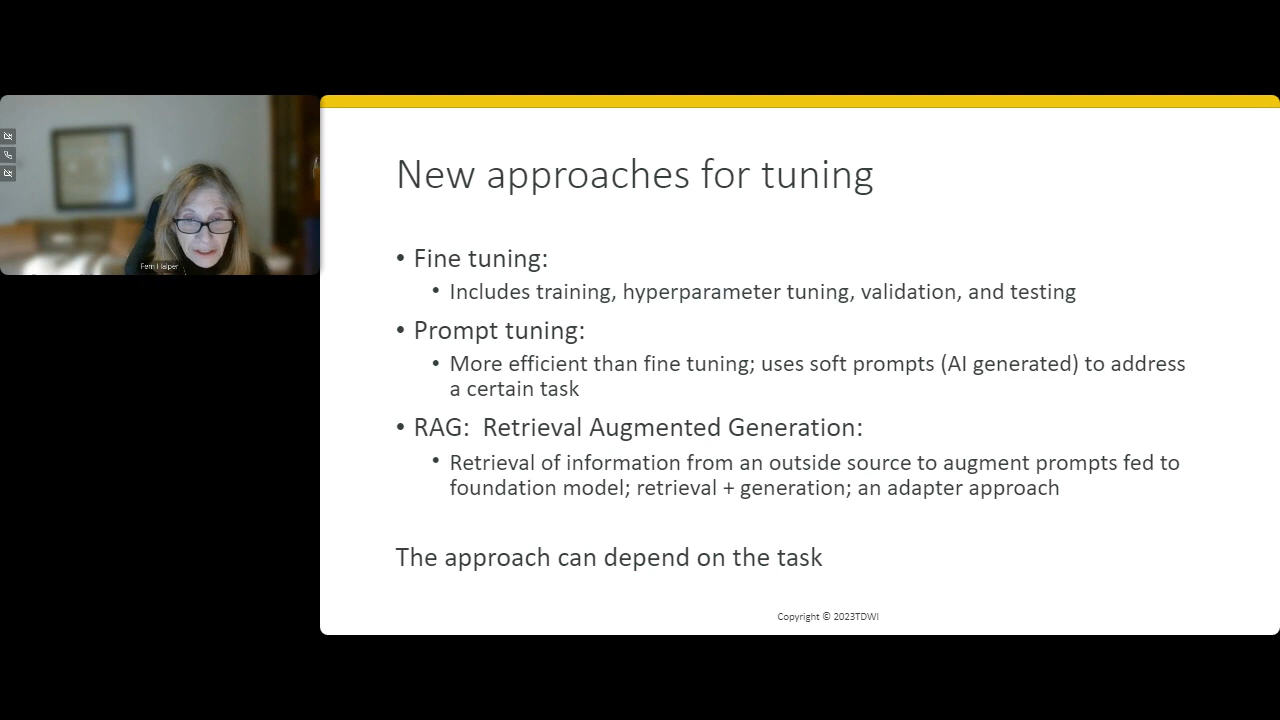 New approaches for tuning
• Fine tuning:
• Includes training, hyperparameter tuning, validation, and testing
• Prompt tuning:
• More efficient than fine tuning; uses soft prompts (AI generated) to address
a certain task
• RAG:  Retrieval Augmented Generation:
• Retrieval of information from an outside source to augment prompts fed to
foundation model; retrieval + generation; an adapter approach
The approach can depend on the task
Copyright © 2023TDWI
Fern Halper